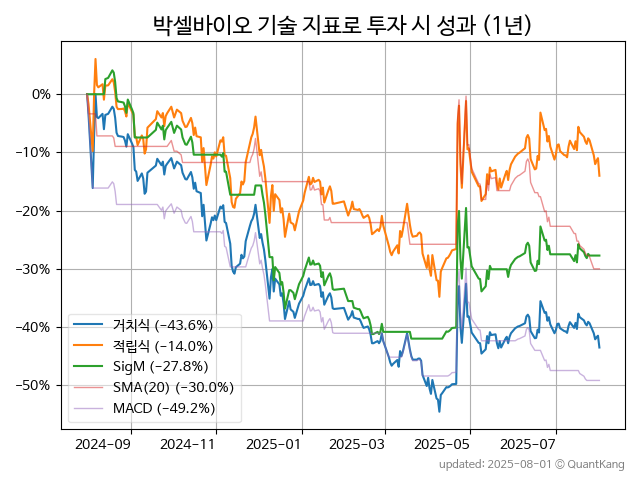 박셀바이오 기술 지표로 투자 시 성과 (1년)
0%
−10%
−20%
−30%
−40%
−50%
거치식 (−43.6%)
적립식 (−14.0%)
SigM (−27.8%)
SMA(20) (−30.0%)
MACD (−49.2%)
2024−09 2024−11 2025−01 2025−03 2025−05 2025−07
updated: 2025-08-01 © QuantKang